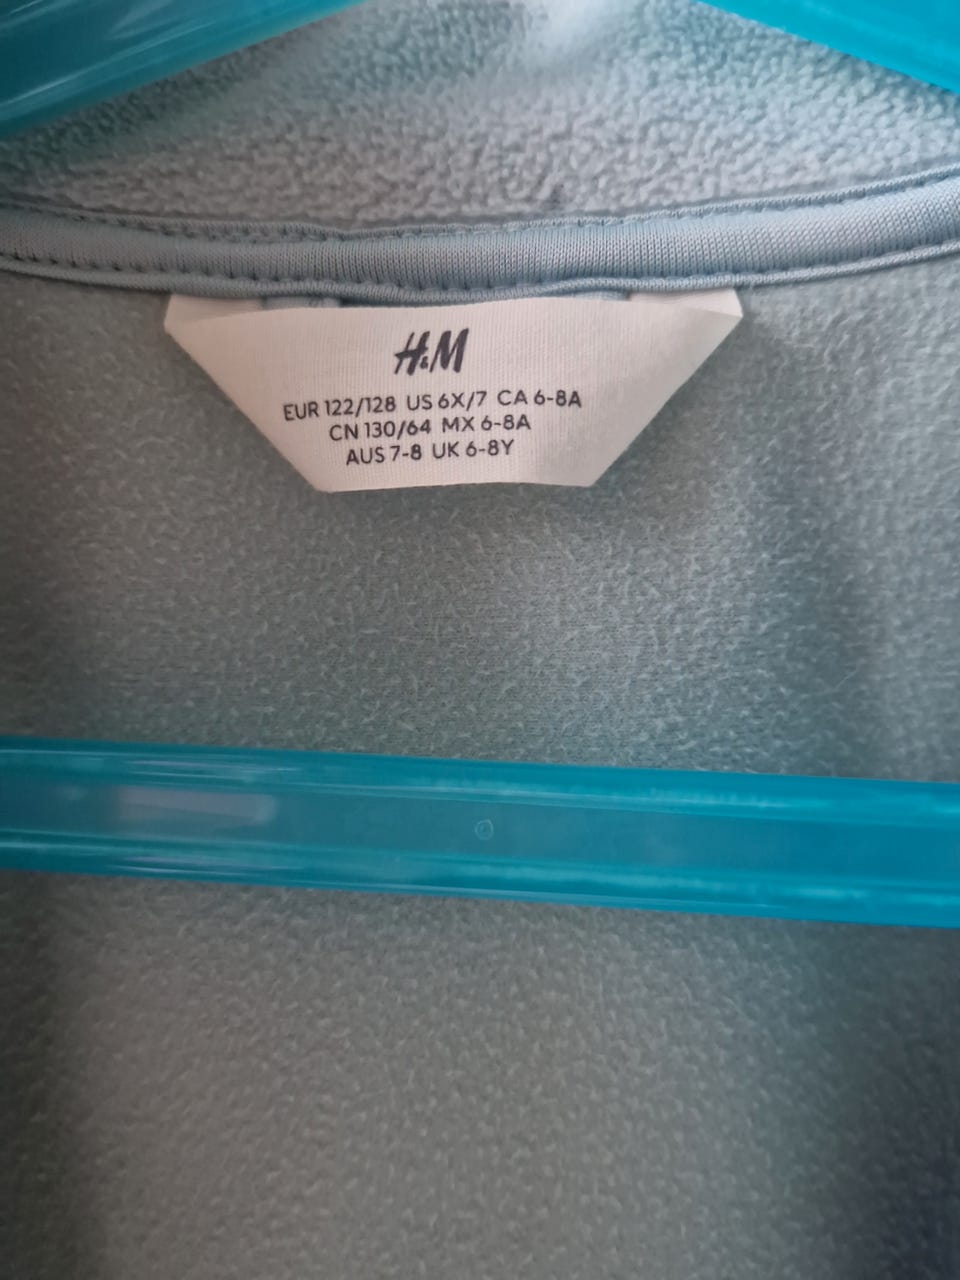 H&M
EUR 122/128 US 6X/7 CA 6-8A
CN 130/64 MX 6-8A
AUS 7-8 UK 6-8Y